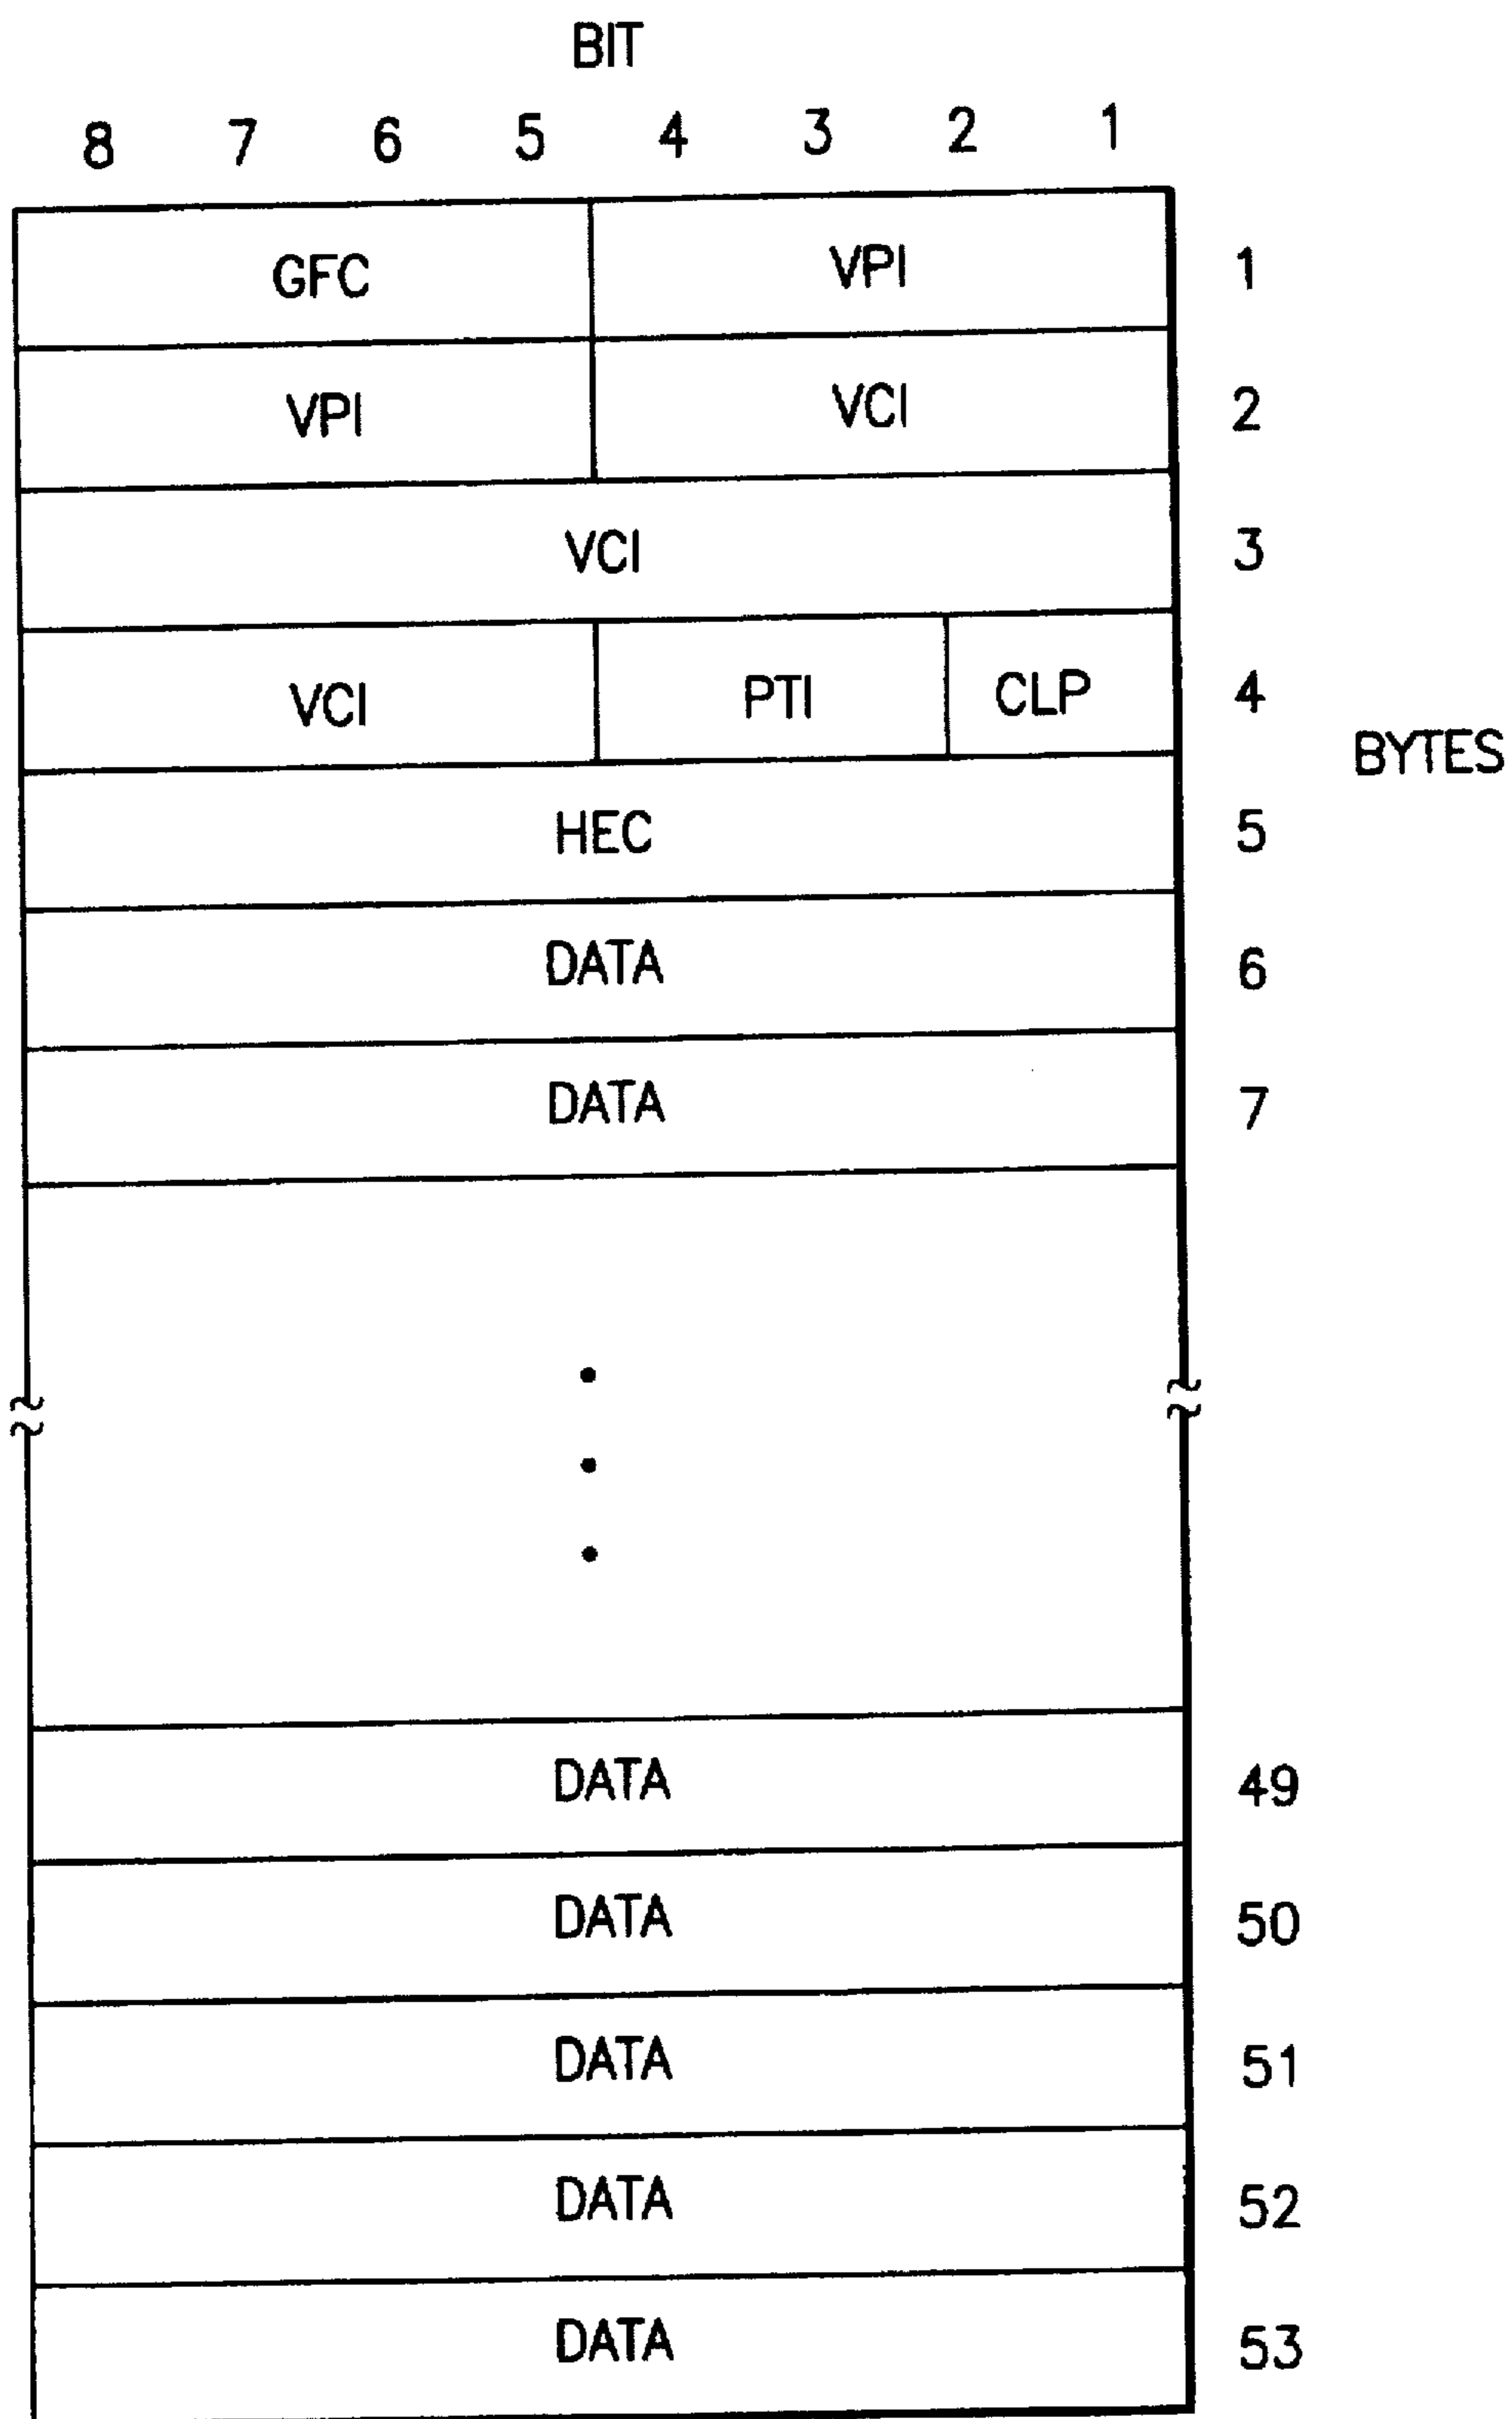 BIT
8 7 6 5 4 3 2 1
GFC VPI 1
VPI VCI 2
VCI 3
VCI PTI CLP 4
BYTES
HEC 5
DATA 6
DATA 7
DATA 49
DATA 50
DATA 51
DATA 52
DATA 53